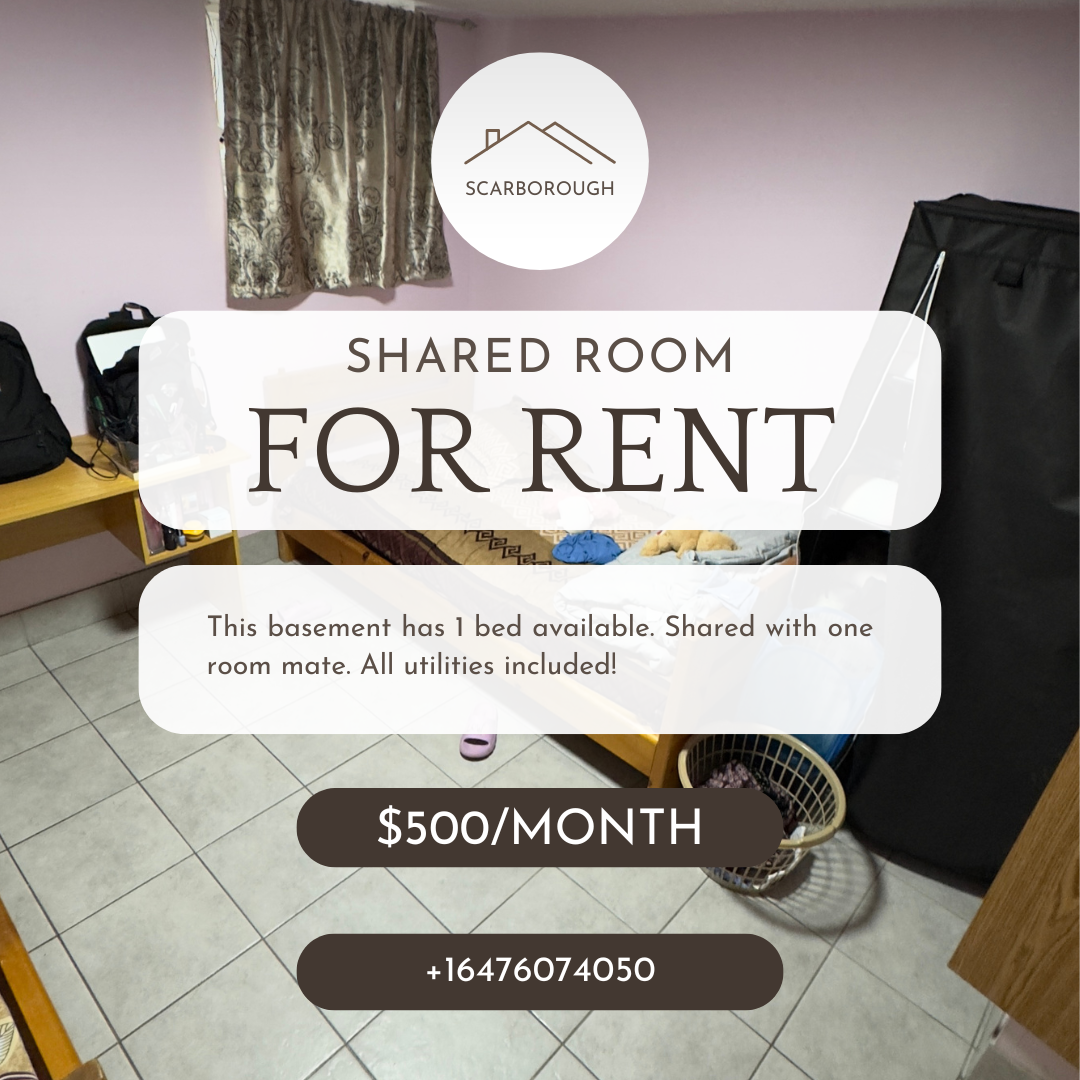 SCARBOROUGH
SHARED ROOM
FOR RENT
This basement has 1 bed available. Shared with one
room mate. All utilities included!
$500/MONTH
+16476074050